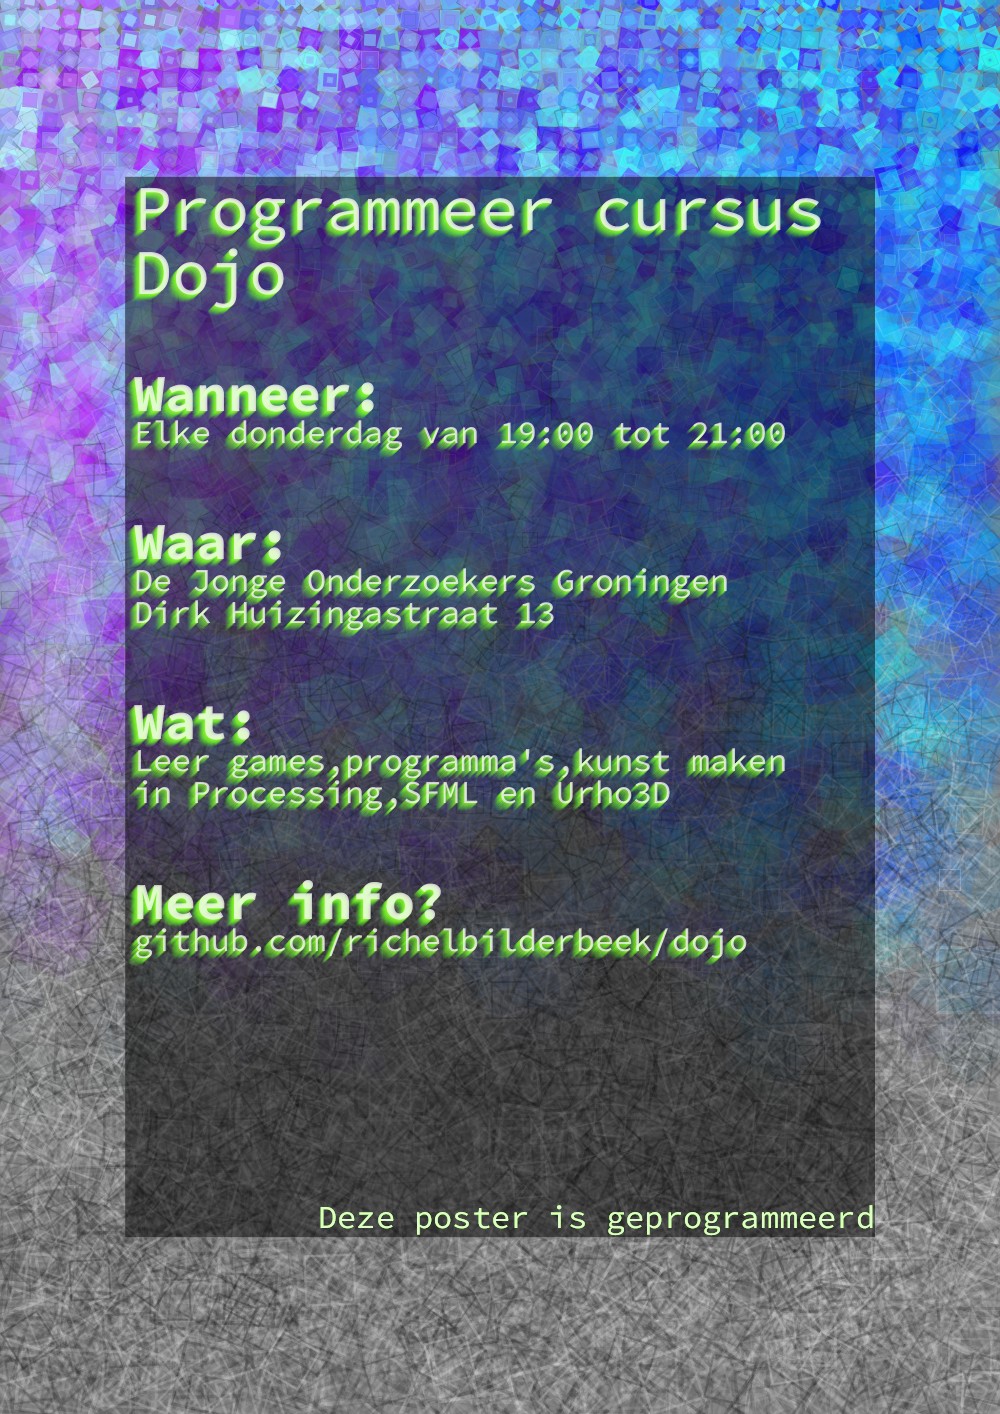 Programmeer cursus
Dojo
Wanneer:
Elke donderdag van 19:00 tot 21:00
Waar:
De Jonge Onderzoekers Groningen
Dirk Huizingastraat 13
Wat:
Leer games,programma's,kunst maken
in Processing,SFML en Urho3D
Meer info?
github.com/richelbilderbeek/dojo
Deze poster is geprogrammeerd